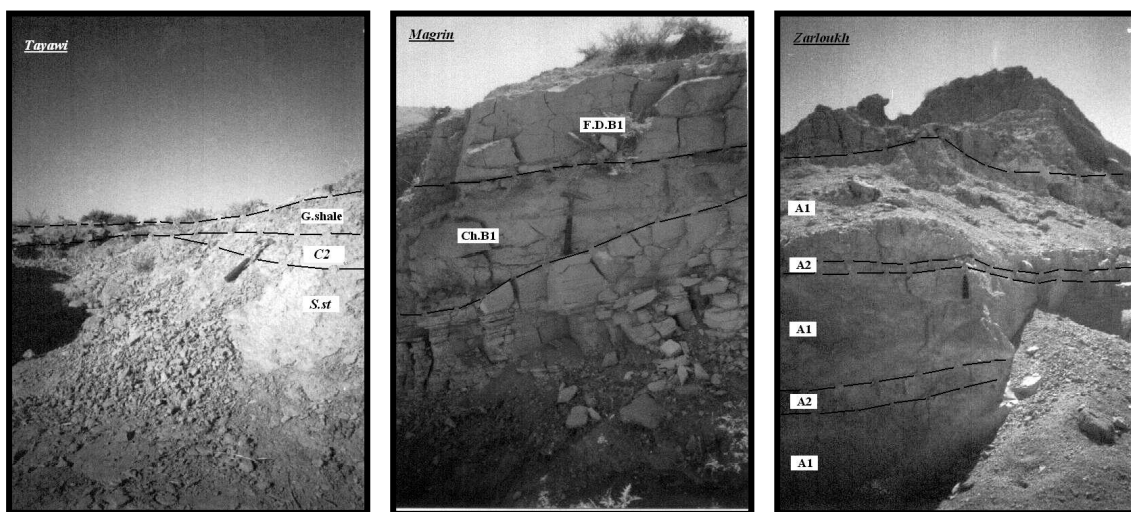 Tayawi
G.shale
C2
S.st
Magrin
F.D.B1
Ch.B1
Zarloukh
A1
A2
A1
A2
A1